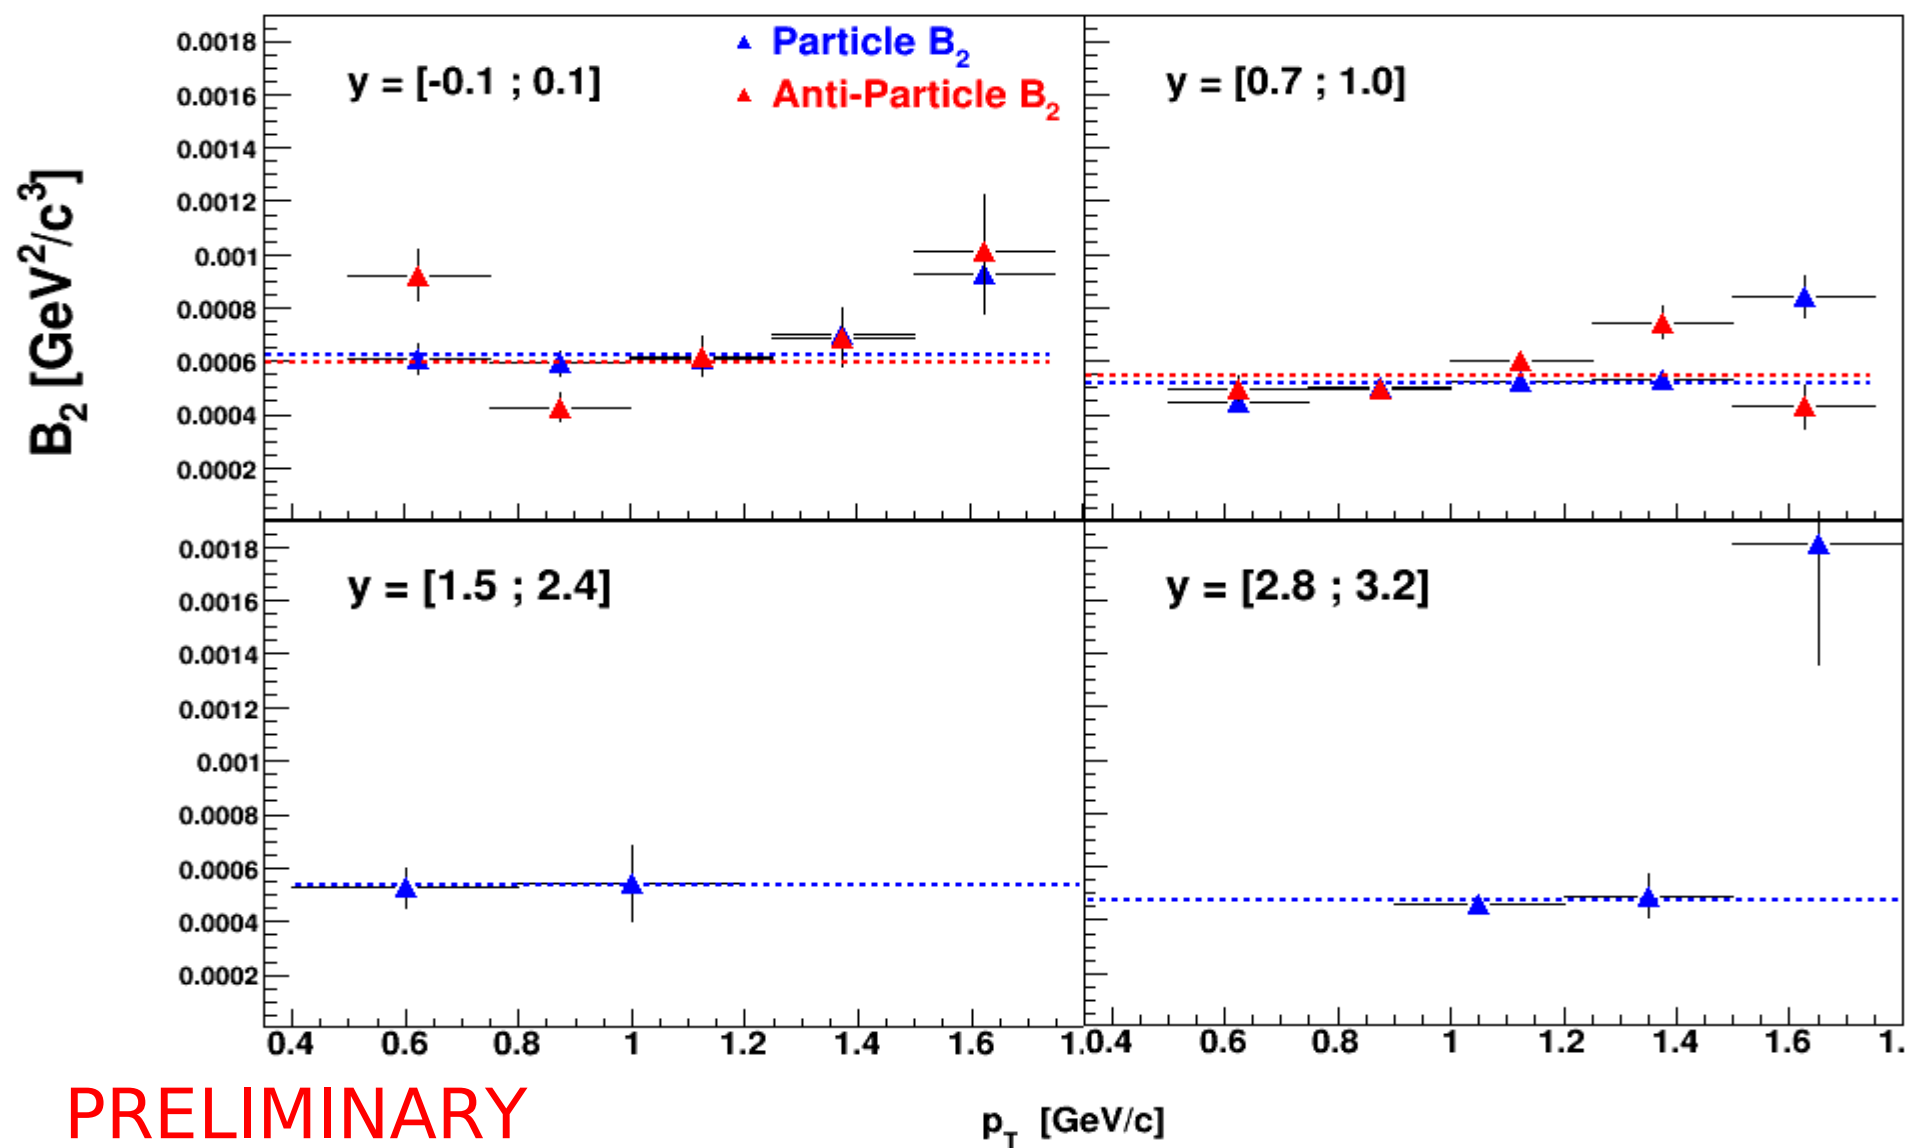 B2 [GeV2/c3]
0.0018
0.0016
0.0014
0.0012
0.001
0.0008
0.0006
0.0004
0.0002
y = [-0.1 ; 0.1]
Particle B2
Anti-Particle B2
y = [0.7 ; 1.0]
0.0018
0.0016
0.0014
0.0012
0.001
0.0008
0.0006
0.0004
0.0002
y = [1.5 ; 2.4]
y = [2.8 ; 3.2]
0.4 0.6 0.8 1 1.2 1.4 1.6 1.
0.4 0.6 0.8 1 1.2 1.4 1.6 1.
PRELIMINARY
pT [GeV/c]